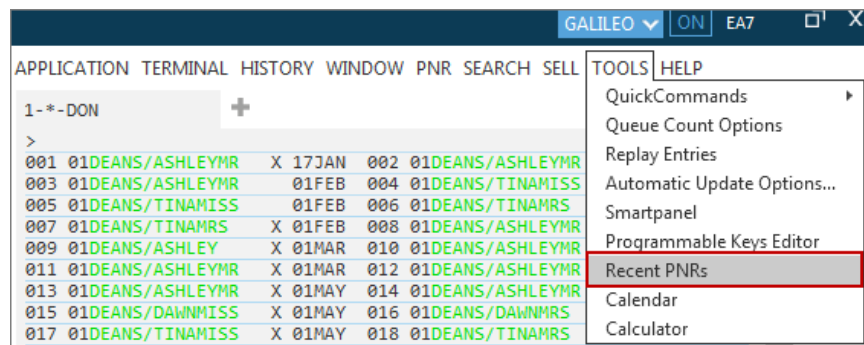 GALILEO ON EA7 X
APPLICATION TERMINAL HISTORY WINDOW PNR SEARCH SELL TOOLS HELP
1-*-DON
>
001 01DEANS/ASHLEYMR X 17JAN 002 01DEANS/ASHLEYMR
003 01DEANS/ASHLEYMR 01FEB 004 01DEANS/TINAMISS
005 01DEANS/TINAMISS 01FEB 006 01DEANS/TINAMRS
007 01DEANS/TINAMRS X 01FEB 008 01DEANS/ASHLEYMR
009 01DEANS/ASHLEY X 01MAR 010 01DEANS/ASHLEYMR
011 01DEANS/ASHLEYMR X 01MAR 012 01DEANS/ASHLEYMR
013 01DEANS/ASHLEYMR X 01MAY 014 01DEANS/ASHLEYMR
015 01DEANS/DAWNMISS X 01MAY 016 01DEANS/DAWNMRS
017 01DEANS/TINAMISS X 01MAY 018 01DEANS/TINAMRS
QuickCommands
Queue Count Options
Replay Entries
Automatic Update Options...
Smartpanel
Programmable Keys Editor
Recent PNRs
Calendar
Calculator